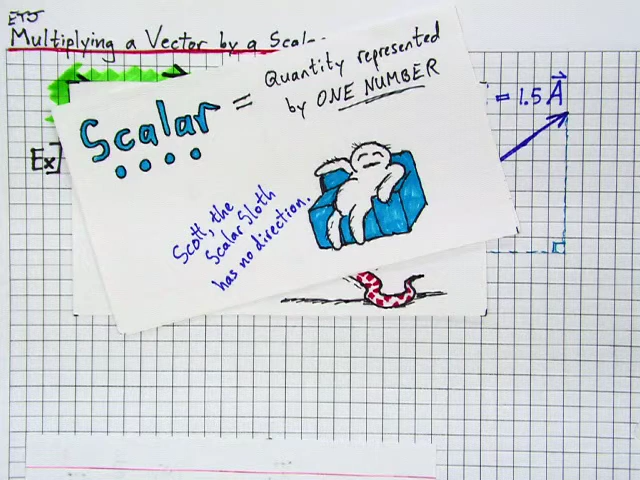 ET55
Multiplying a Vector by a Scal
Scalar = Quantity represented
by ONE NUMBER
= 1.5 A
Ex]
Scott, the
Scalar Sloth
has no direction.